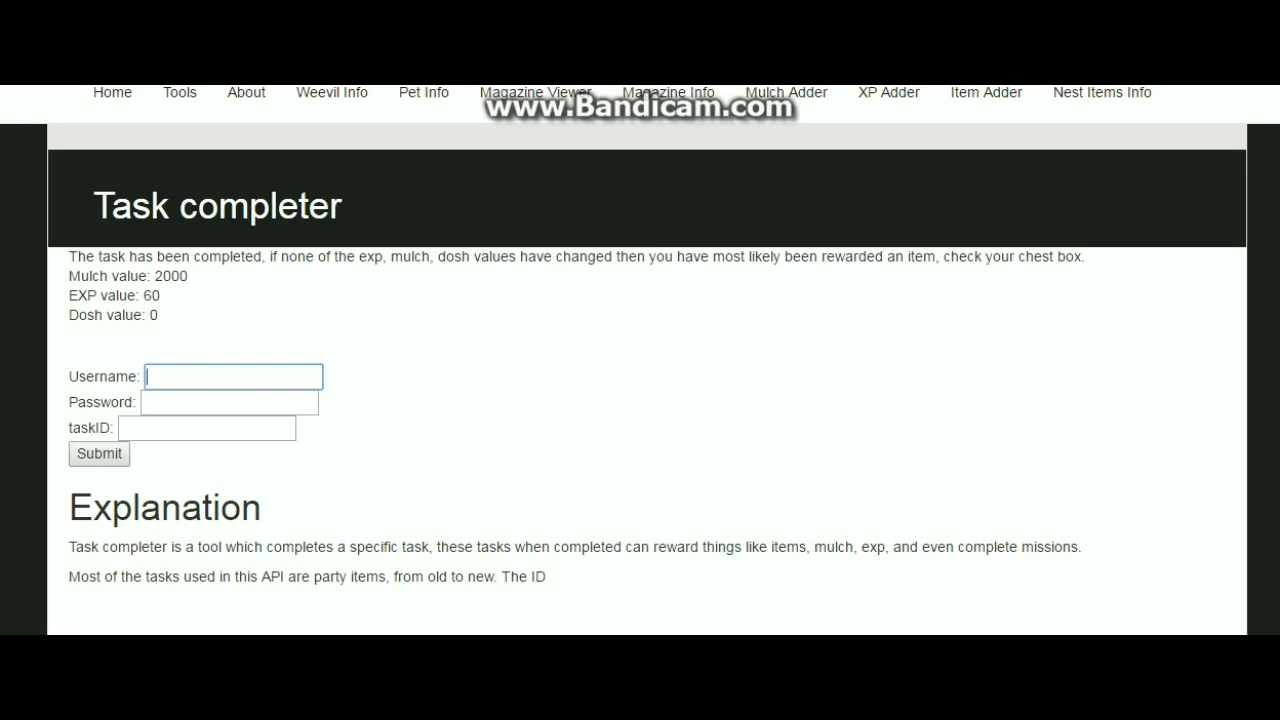 Home Tools About Weevil Info Pet Info Magazine Viewer Magazine Info Mulch Adder XP Adder Item Adder Nest Items Info
www.Bandicam.com
Task completer
The task has been completed, if none of the exp, mulch, dosh values have changed then you have most likely been rewarded an item, check your chest box.
Mulch value: 2000
EXP value: 60
Dosh value: 0
Username:
Password:
taskID:
Submit
Explanation
Task completer is a tool which completes a specific task, these tasks when completed can reward things like items, mulch, exp, and even complete missions.
Most of the tasks used in this API are party items, from old to new. The ID